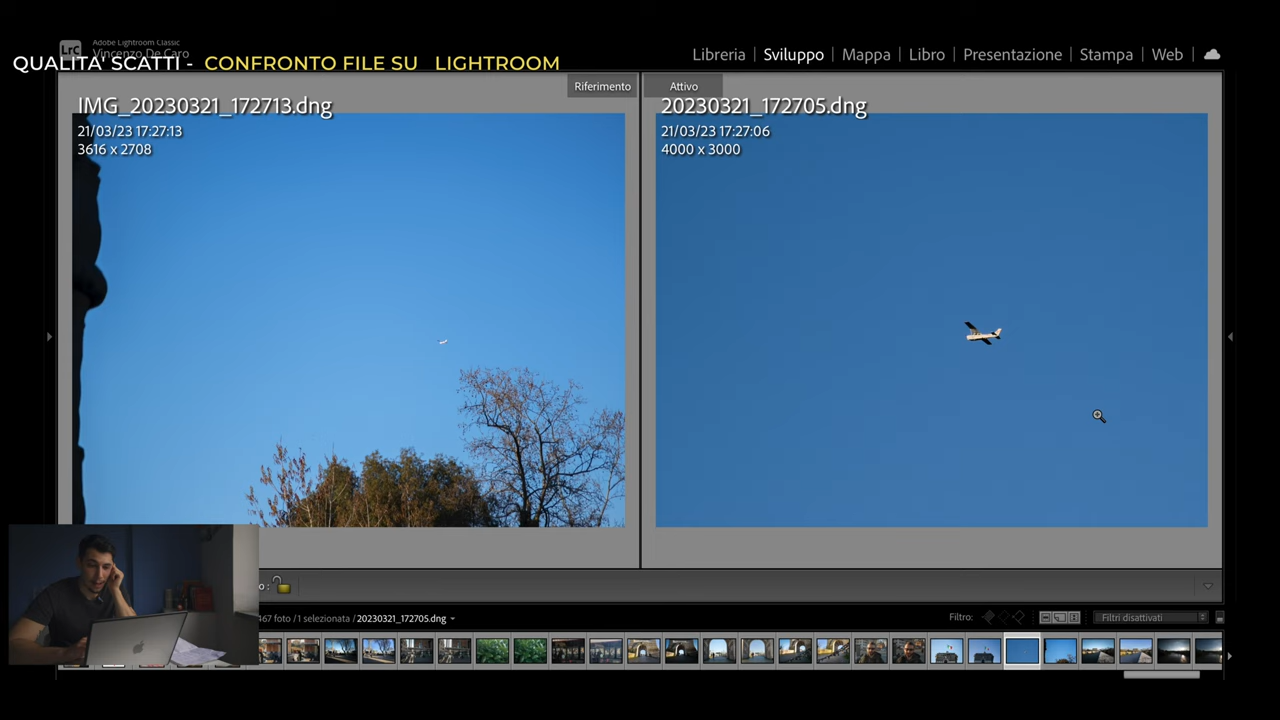 LrC
Adobe Lightroom Classic
Vincenzo De Caro
QUALITA' SCATTI - CONFRONTO FILE SU LIGHTROOM
Libreria | Sviluppo | Mappa | Libro | Presentazione | Stampa | Web
Riferimento
Attivo
IMG_20230321_172713.dng
21/03/23 17:27:13
3616 x 2708
20230321_172705.dng
21/03/23 17:27:06
4000 x 3000
o :
467 foto / 1 selezionata / 20230321_172705.dng
Filtro:
Filtri disattivati